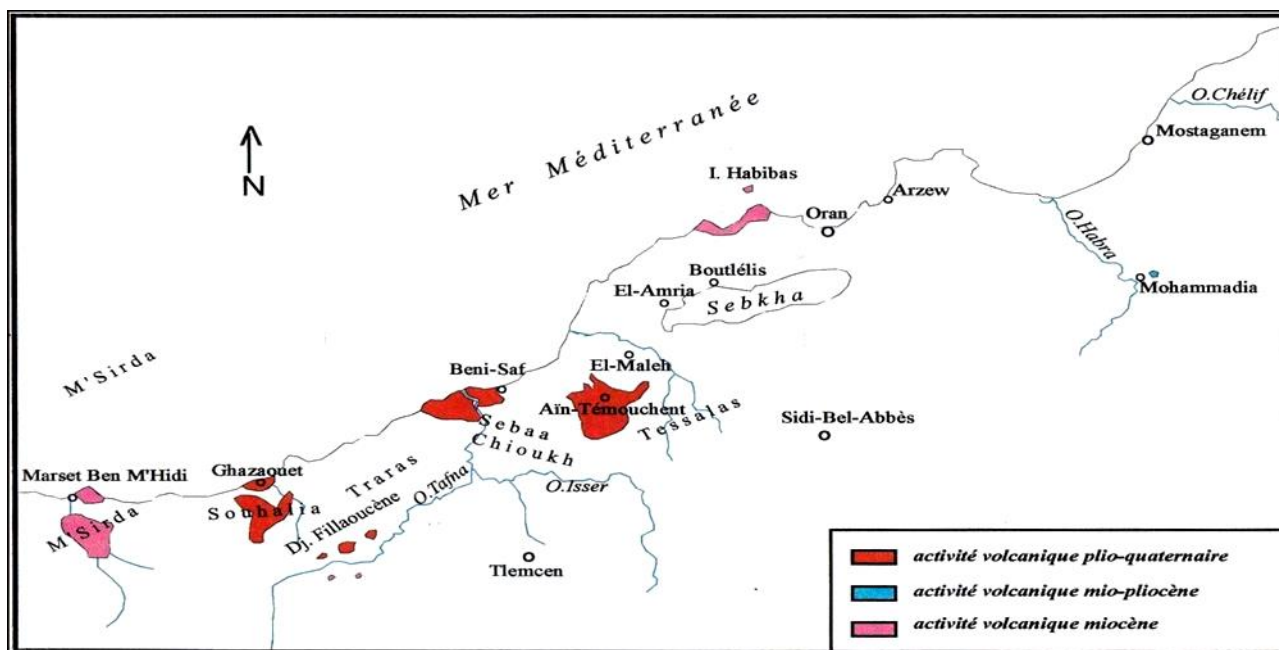 O.Chélif
Mostaganem
Mer Méditerranée
I. Habibas
Arzew
N
Oran
O.Habra
Boutlélis
El-Amria
Sebkha
Mohammadia
M'Sirda
Beni-Saf
El-Maleh
Aïn-Témouchent
Tessalas
Sebaa
Chioukh
Sidi-Bel-Abbès
Marset Ben M'Hidi
Ghazaouet
Traras
O.Tafna
O.Isser
Souhalia
M'Sirda
Dj. Fillaoucène
Tlemcen
activité volcanique plio-quaternaire
activité volcanique mio-pliocène
activité volcanique miocène